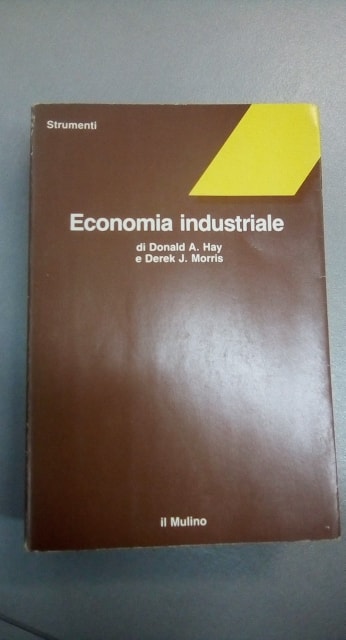 Strumenti
Economia industriale
di Donald A. Hay
e Derek J. Morris
il Mulino